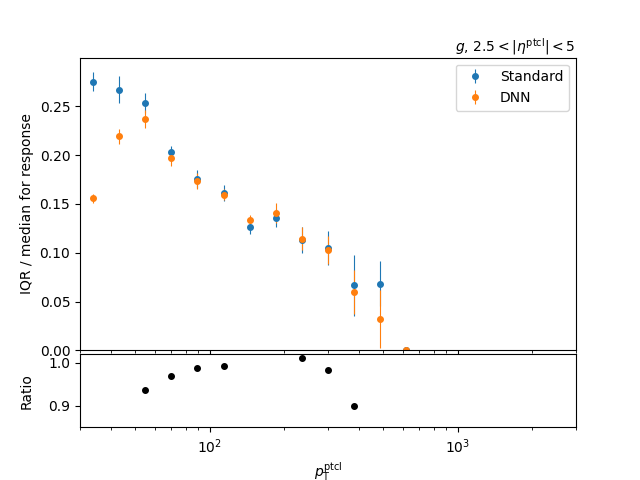 g, 2.5 < |η^ptcl| < 5
Standard
DNN
IQR / median for response
0.25
0.20
0.15
0.10
0.05
0.00
Ratio
1.0
0.9
10^2
10^3
p_T^ptcl